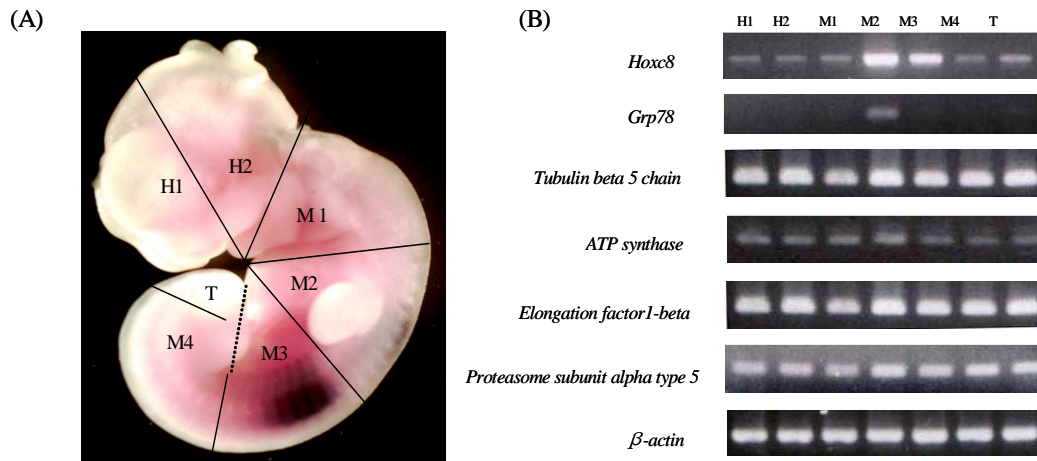 (A)
H1
H2
M 1
M2
T
M4
M3
(B)
H1 H2 M1 M2 M3 M4 T
Hoxc8
Grp78
Tubulin beta 5 chain
ATP synthase
Elongation factor1-beta
Proteasome subunit alpha type 5
β-actin